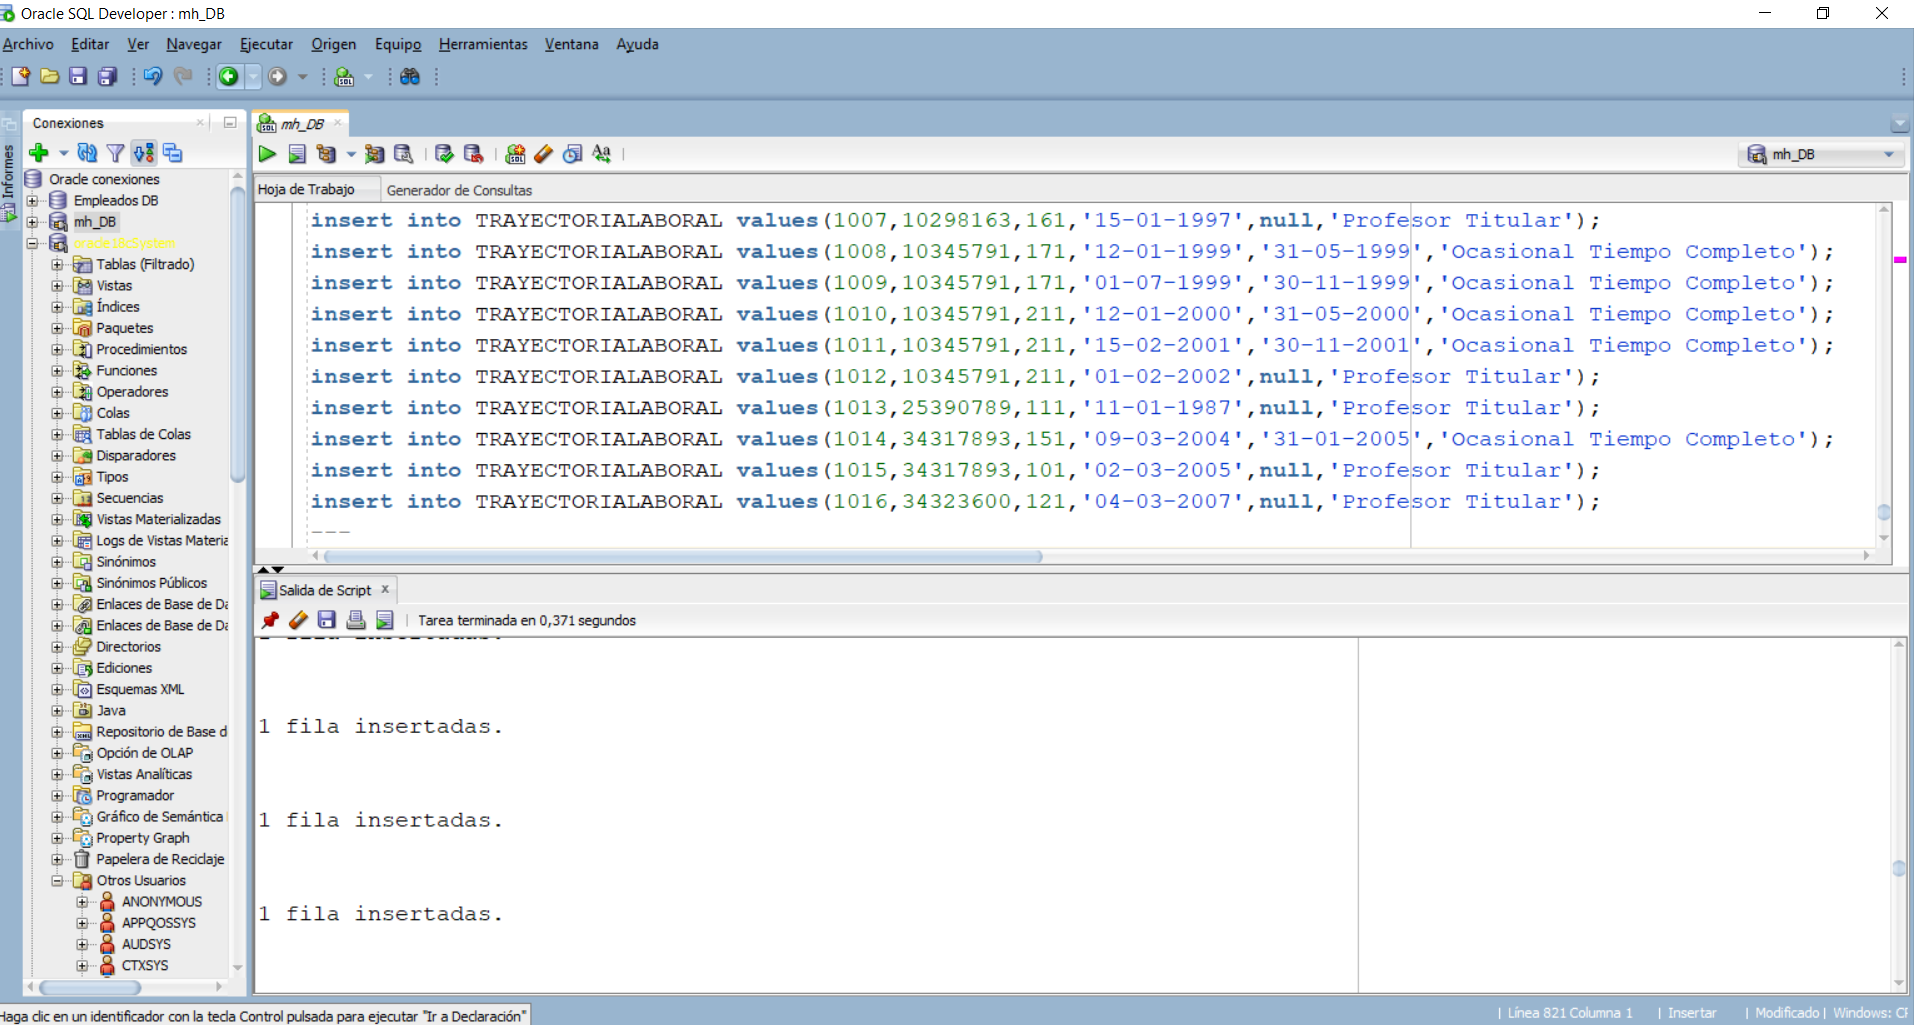 Oracle SQL Developer : mh_DB
Archivo Editar Ver Navegar Ejecutar Origen Equipo Herramientas Ventana Ayuda
Informes
Conexiones
Oracle conexiones
Empleados DB
mh_DB
oracle18cSystem
Tablas (Filtrado)
Vistas
Índices
Paquetes
Procedimientos
Funciones
Operadores
Colas
Tablas de Colas
Disparadores
Tipos
Secuencias
Vistas Materializadas
Logs de Vistas Materia
Sinónimos
Sinónimos Públicos
Enlaces de Base de Da
Enlaces de Base de Da
Directorios
Ediciones
Esquemas XML
Java
Repositorio de Base d
Opción de OLAP
Vistas Analíticas
Programador
Gráfico de Semántica
Property Graph
Papelera de Reciclaje
Otros Usuarios
ANONYMOUS
APPQOSSYS
AUDSYS
CTXSYS
mh_DB
mh_DB
Hoja de Trabajo Generador de Consultas
insert into TRAYECTORIALABORAL values(1007,10298163,161,'15-01-1997',null,'Profesor Titular');
insert into TRAYECTORIALABORAL values(1008,10345791,171,'12-01-1999','31-05-1999','Ocasional Tiempo Completo');
insert into TRAYECTORIALABORAL values(1009,10345791,171,'01-07-1999','30-11-1999','Ocasional Tiempo Completo');
insert into TRAYECTORIALABORAL values(1010,10345791,211,'12-01-2000','31-05-2000','Ocasional Tiempo Completo');
insert into TRAYECTORIALABORAL values(1011,10345791,211,'15-02-2001','30-11-2001','Ocasional Tiempo Completo');
insert into TRAYECTORIALABORAL values(1012,10345791,211,'01-02-2002',null,'Profesor Titular');
insert into TRAYECTORIALABORAL values(1013,25390789,111,'11-01-1987',null,'Profesor Titular');
insert into TRAYECTORIALABORAL values(1014,34317893,151,'09-03-2004','31-01-2005','Ocasional Tiempo Completo');
insert into TRAYECTORIALABORAL values(1015,34317893,101,'02-03-2005',null,'Profesor Titular');
insert into TRAYECTORIALABORAL values(1016,34323600,121,'04-03-2007',null,'Profesor Titular');
---
Salida de Script
Tarea terminada en 0,371 segundos
1 fila insertadas.
1 fila insertadas.
1 fila insertadas.
1 fila insertadas.
Haga clic en un identificador con la tecla Control pulsada para ejecutar "Ir a Declaración"
Línea 821 Columna 1 | Insertar | Modificado | Windows: CF